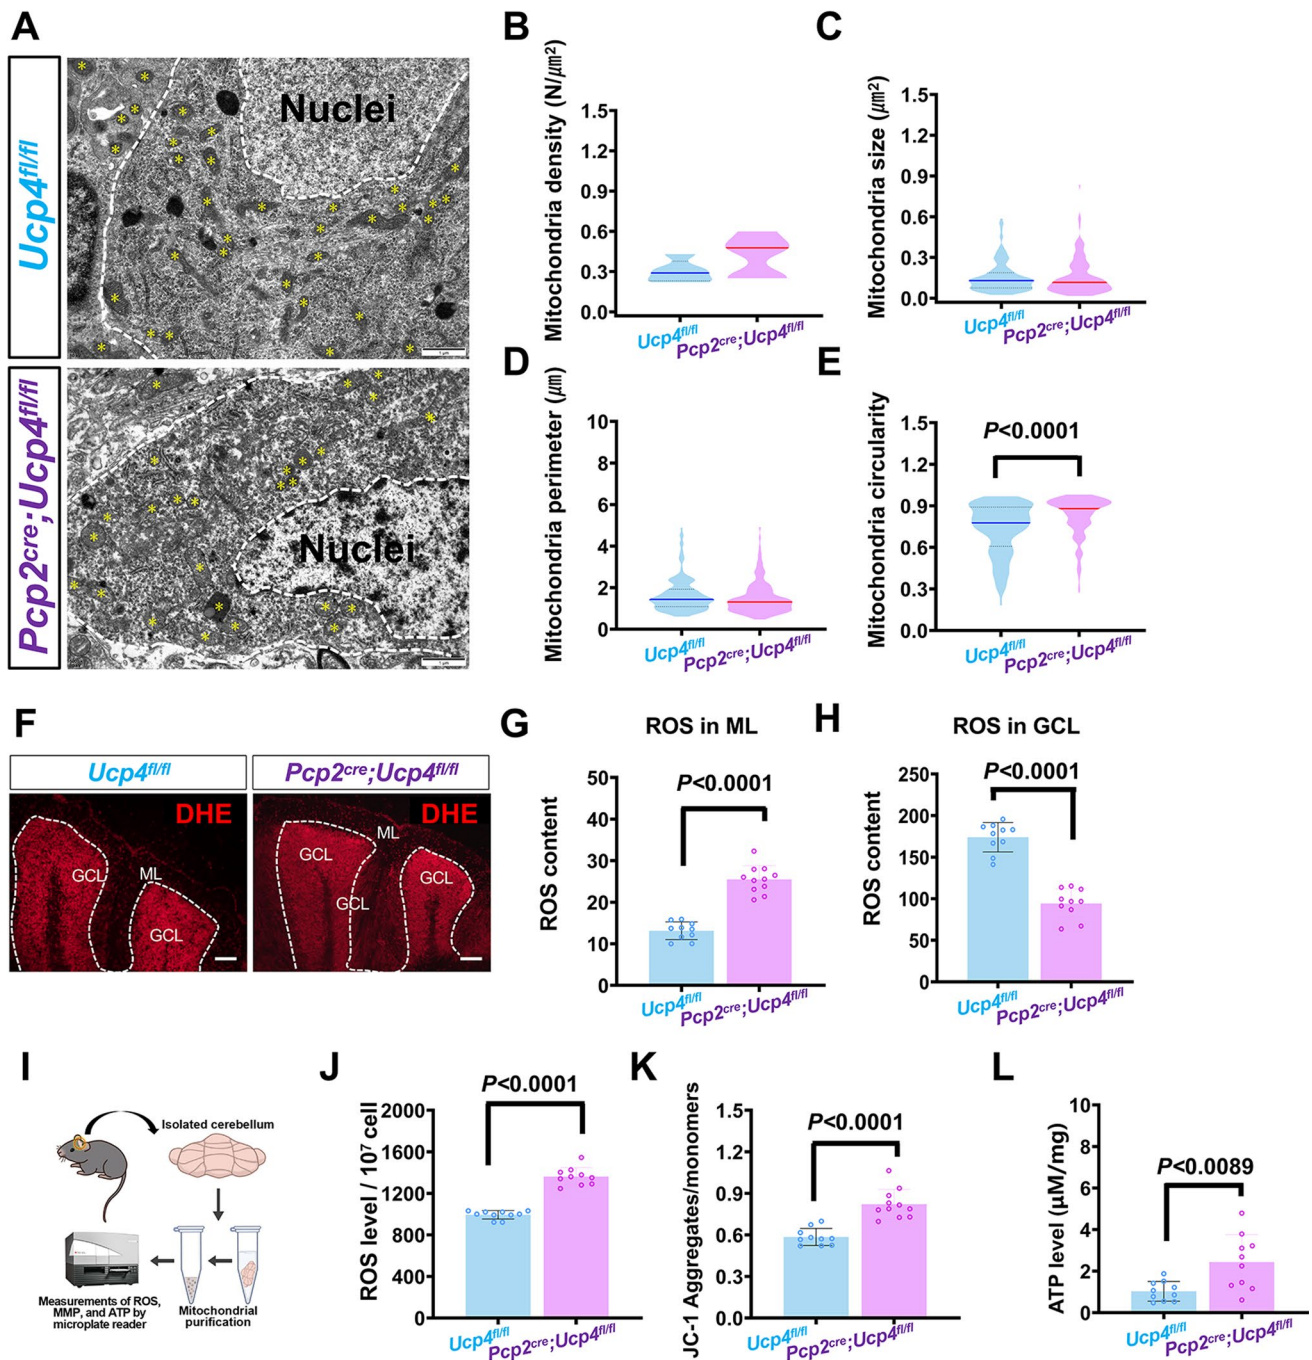 A
Ucp4fl/fl
Nuclei
1 μm
Pcp2cre;Ucp4fl/fl
Nuclei
1 μm
B
Mitochondria density (N/μm²)
1.5
1.2
0.9
0.6
0.3
0.0
Ucp4fl/fl
Pcp2cre;Ucp4fl/fl
C
Mitochondria size (μm²)
1.5
1.2
0.9
0.6
0.3
0.0
Ucp4fl/fl
Pcp2cre;Ucp4fl/fl
D
Mitochondria perimeter (μm)
10
8
6
4
2
0
Ucp4fl/fl
Pcp2cre;Ucp4fl/fl
E
Mitochondria circularity
1.5
1.2
0.9
0.6
0.3
0.0
P<0.0001
Ucp4fl/fl
Pcp2cre;Ucp4fl/fl
F
Ucp4fl/fl
Pcp2cre;Ucp4fl/fl
DHE
GCL
ML
GCL
DHE
ML
GCL
GCL
GCL
G
ROS in ML
ROS content
50
40
30
20
10
0
P<0.0001
Ucp4fl/fl
Pcp2cre;Ucp4fl/fl
H
ROS in GCL
ROS content
250
200
150
100
50
0
P<0.0001
Ucp4fl/fl
Pcp2cre;Ucp4fl/fl
I
Isolated cerebellum
Measurements of ROS,
MMP, and ATP by
microplate reader
Mitochondrial
purification
J
ROS level / 10⁷ cell
2000
1600
1200
800
400
0
P<0.0001
Ucp4fl/fl
Pcp2cre;Ucp4fl/fl
K
JC-1 Aggregates/monomers
1.5
1.2
0.9
0.6
0.3
0.0
P<0.0001
Ucp4fl/fl
Pcp2cre;Ucp4fl/fl
L
ATP level (μM/mg)
10
8
6
4
2
0
P<0.0089
Ucp4fl/fl
Pcp2cre;Ucp4fl/fl